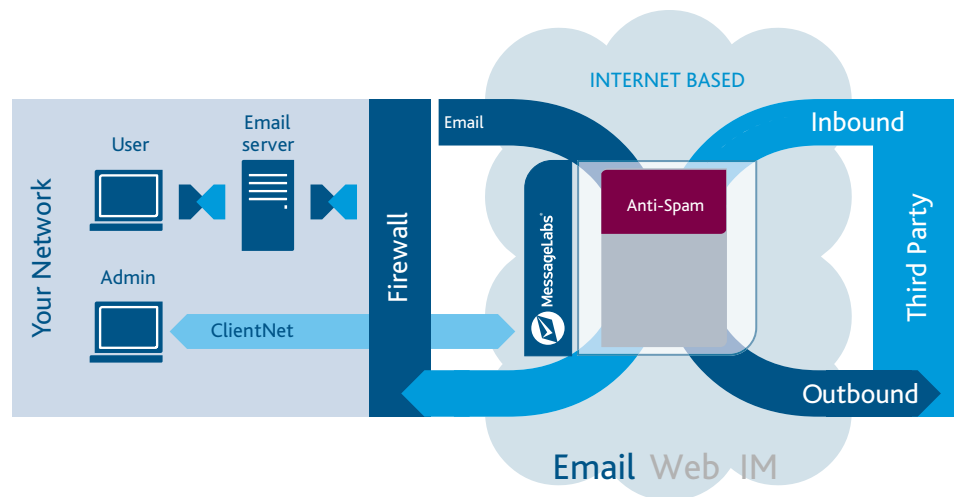 INTERNET BASED
Your Network
User
Email
server
Admin
ClientNet
Firewall
Email
MessageLabs®
Anti-Spam
Inbound
Third Party
Outbound
Email Web IM